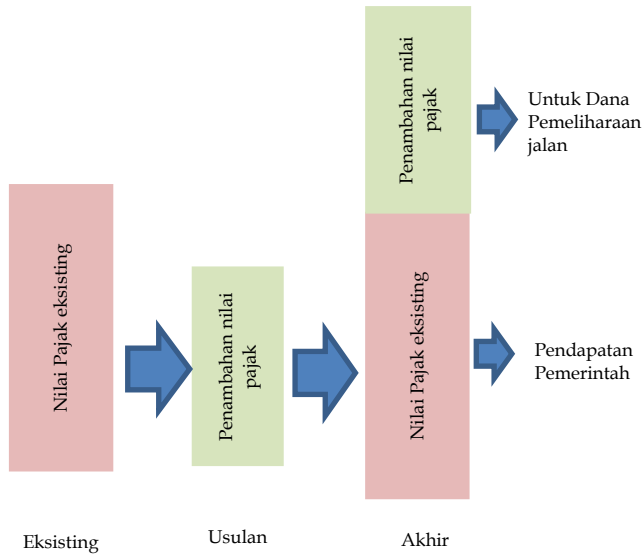 Nilai Pajak eksisting
Penambahan nilai
pajak
Penambahan nilai
pajak
Nilai Pajak eksisting
Untuk Dana
Pemeliharaan
jalan
Pendapatan
Pemerintah
Eksisting
Usulan
Akhir